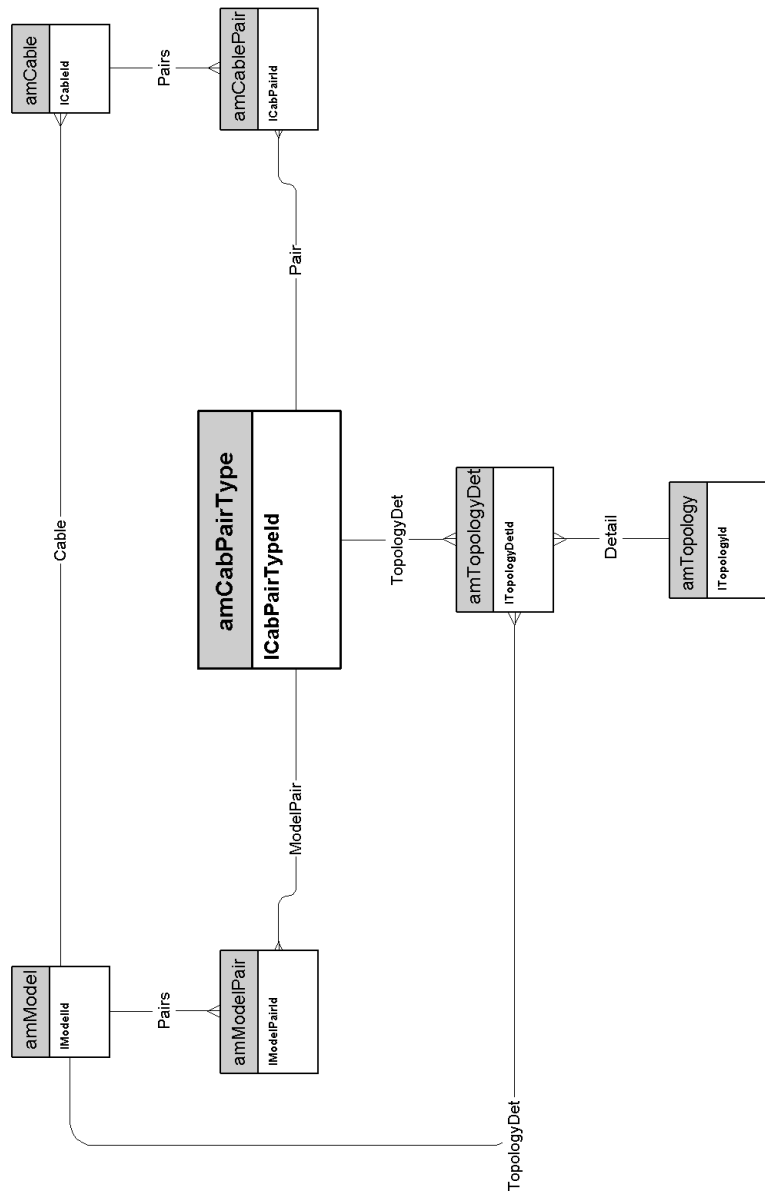 amModel
lModelId
Cable
amCable
lCableId
Pairs
Pairs
amModelPair
lModelPairId
amCablePair
lCabPairId
ModelPair
Pair
amCabPairType
lCabPairTypeId
TopologyDet
amTopologyDet
lTopologyDetId
TopologyDet
Detail
amTopology
lTopologyId